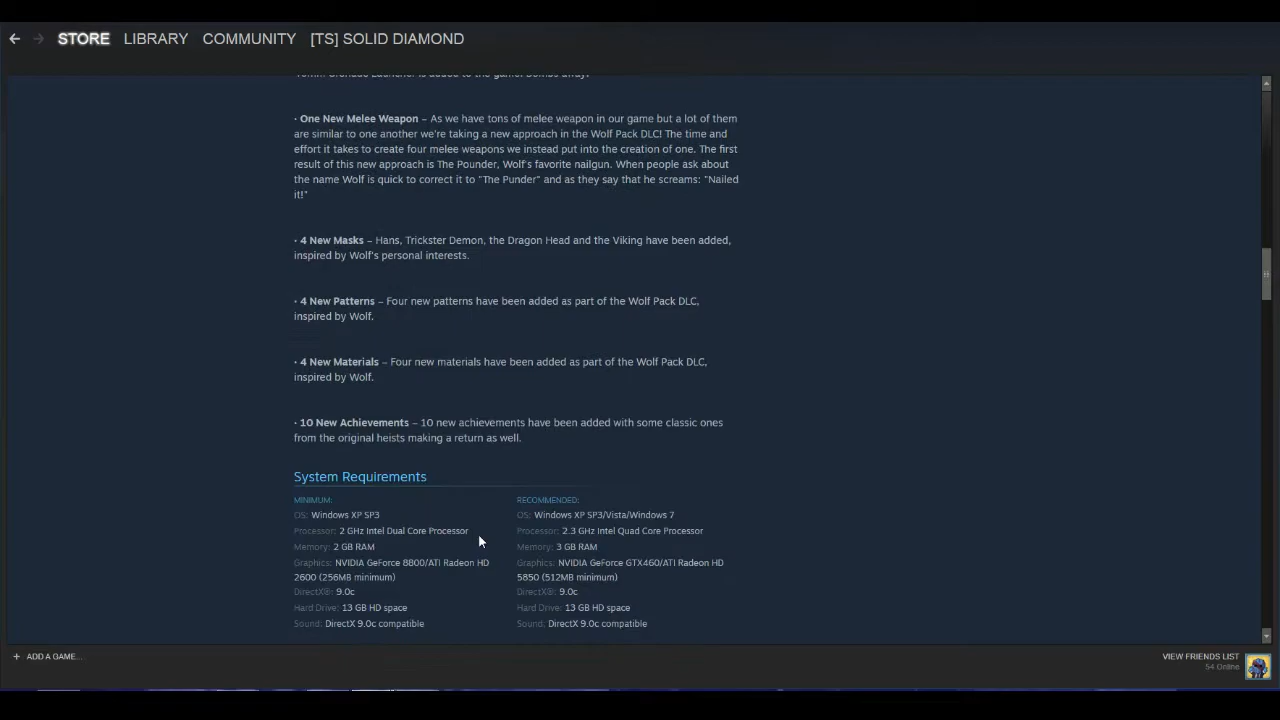 STORE LIBRARY COMMUNITY [TS] SOLID DIAMOND
40mm Grenade Launcher is added to the game. Bombs away!
· One New Melee Weapon – As we have tons of melee weapon in our game but a lot of them
are similar to one another we're taking a new approach in the Wolf Pack DLC! The time and
effort it takes to create four melee weapons we instead put into the creation of one. The first
result of this new approach is The Pounder, Wolf's favorite nailgun. When people ask about
the name Wolf is quick to correct it to "The Punder" and as they say that he screams: "Nailed
it!"
· 4 New Masks – Hans, Trickster Demon, the Dragon Head and the Viking have been added,
inspired by Wolf's personal interests.
· 4 New Patterns – Four new patterns have been added as part of the Wolf Pack DLC,
inspired by Wolf.
· 4 New Materials – Four new materials have been added as part of the Wolf Pack DLC,
inspired by Wolf.
· 10 New Achievements – 10 new achievements have been added with some classic ones
from the original heists making a return as well.
System Requirements
MINIMUM:
OS: Windows XP SP3
Processor: 2 GHz Intel Dual Core Processor
Memory: 2 GB RAM
Graphics: NVIDIA GeForce 8800/ATI Radeon HD
2600 (256MB minimum)
DirectX®: 9.0c
Hard Drive: 13 GB HD space
Sound: DirectX 9.0c compatible
RECOMMENDED:
OS: Windows XP SP3/Vista/Windows 7
Processor: 2.3 GHz Intel Quad Core Processor
Memory: 3 GB RAM
Graphics: NVIDIA GeForce GTX460/ATI Radeon HD
5850 (512MB minimum)
DirectX®: 9.0c
Hard Drive: 13 GB HD space
Sound: DirectX 9.0c compatible
+ ADD A GAME...
VIEW FRIENDS LIST
54 Online